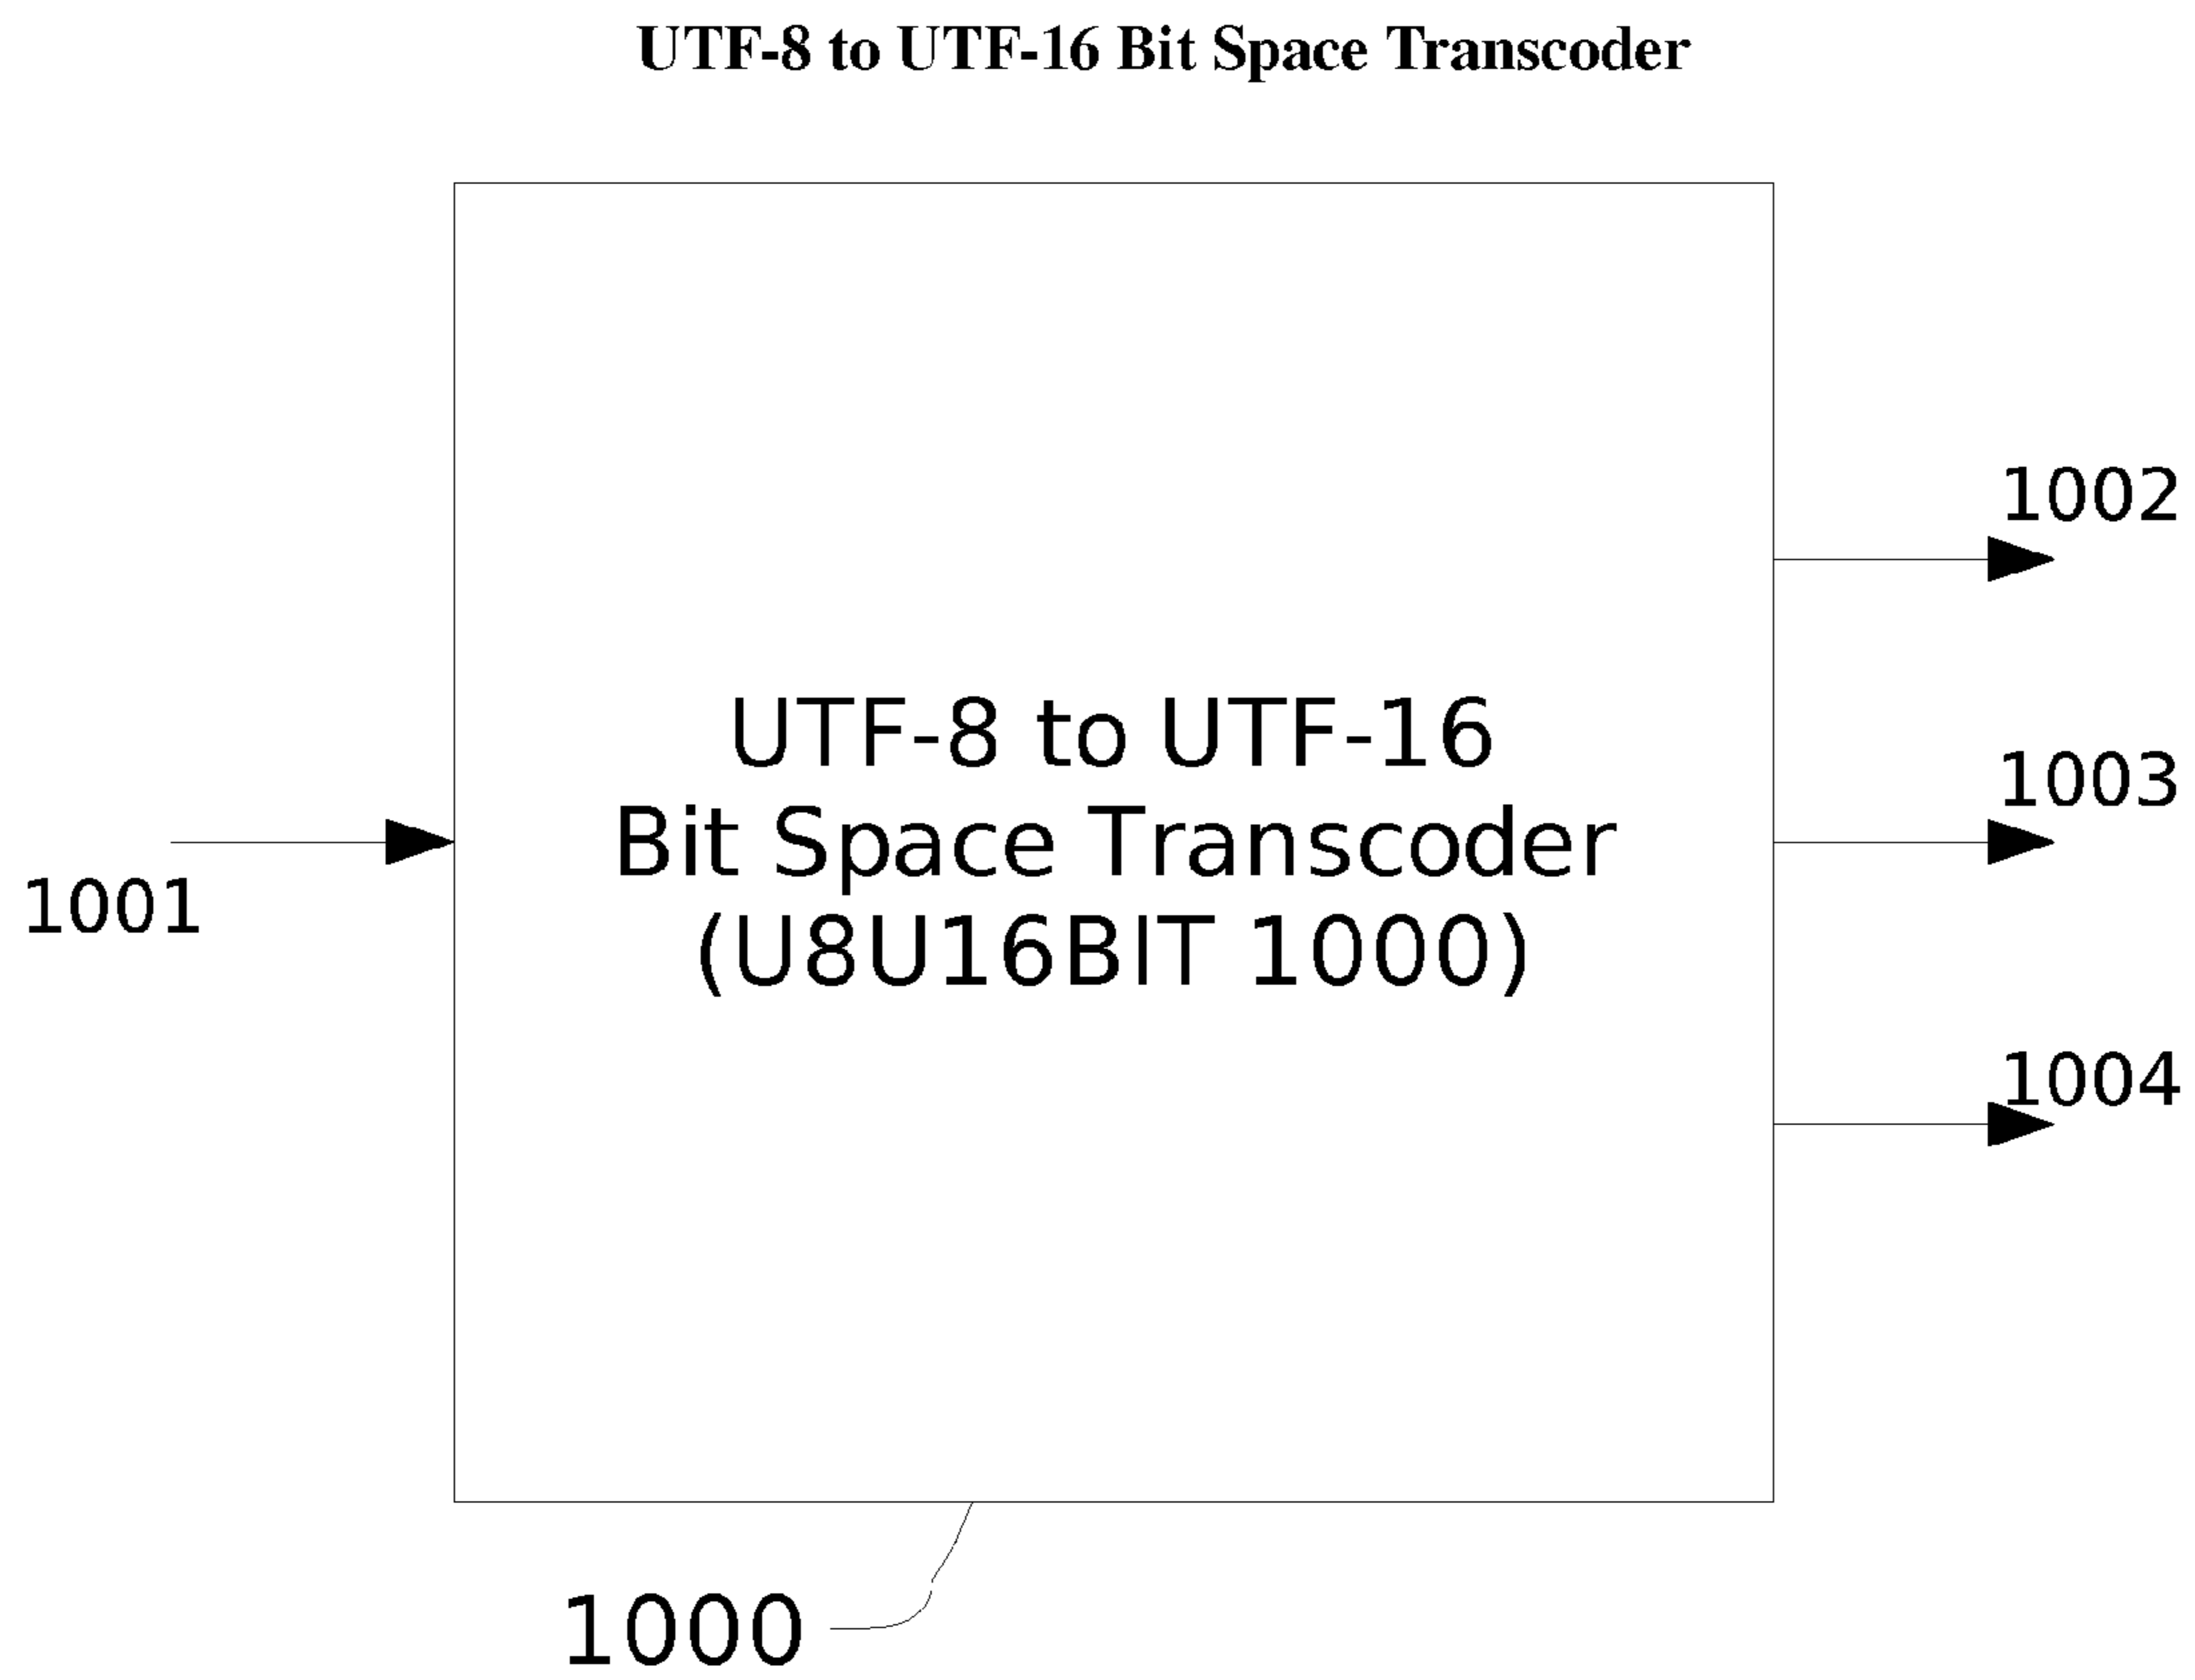 UTF-8 to UTF-16 Bit Space Transcoder
1002
UTF-8 to UTF-16
1003
Bit Space Transcoder
1001
(U8U16BIT 1000)
1004
1000